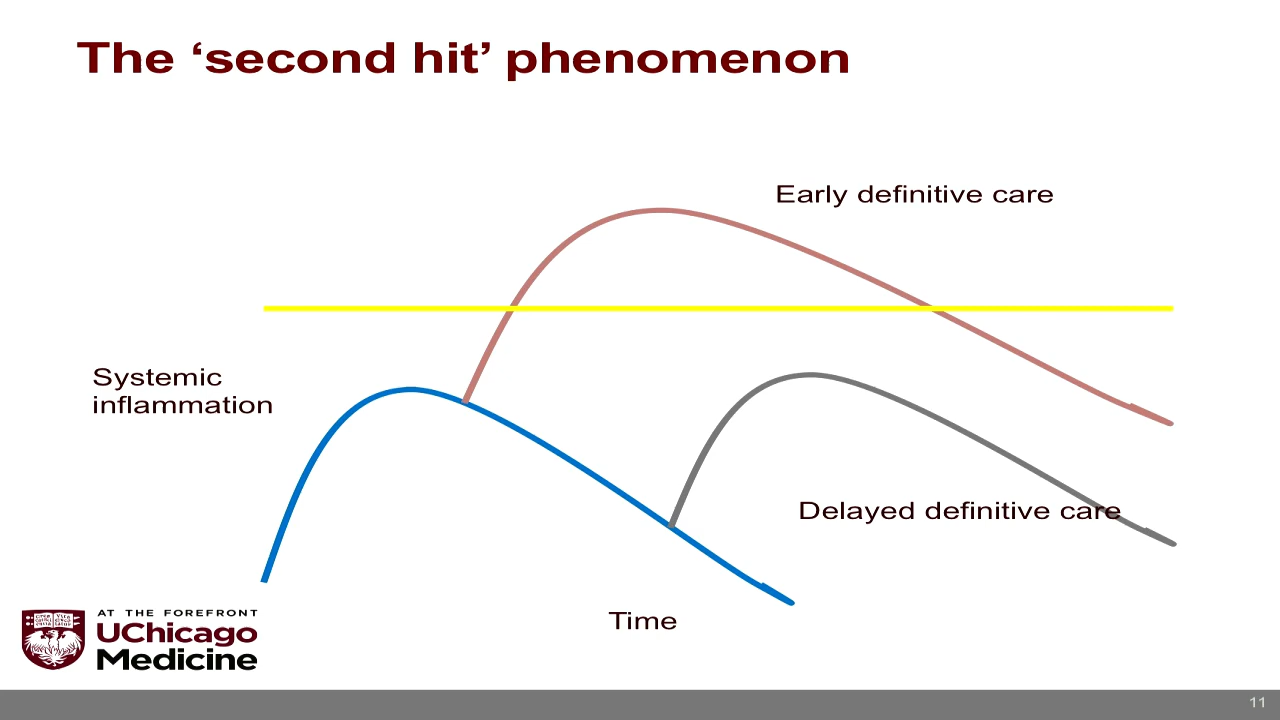 The ‘second hit’ phenomenon
Early definitive care
Systemic
inflammation
Delayed definitive care
Time
AT THE FOREFRONT
UChicago
Medicine
11